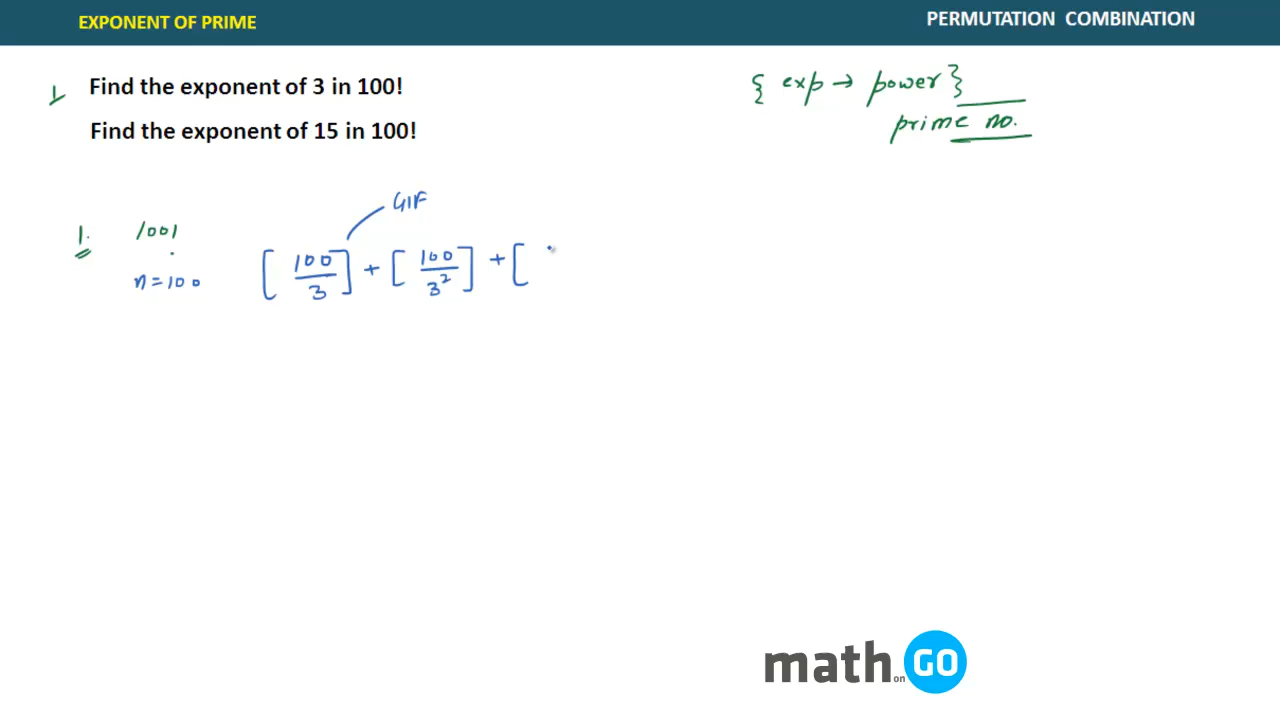 EXPONENT OF PRIME
PERMUTATION COMBINATION
Find the exponent of 3 in 100!
Find the exponent of 15 in 100!
{ exp → power }
prime no.
GIF
1. 100!
n = 100
[100/3] + [100/3²] + [
math on GO